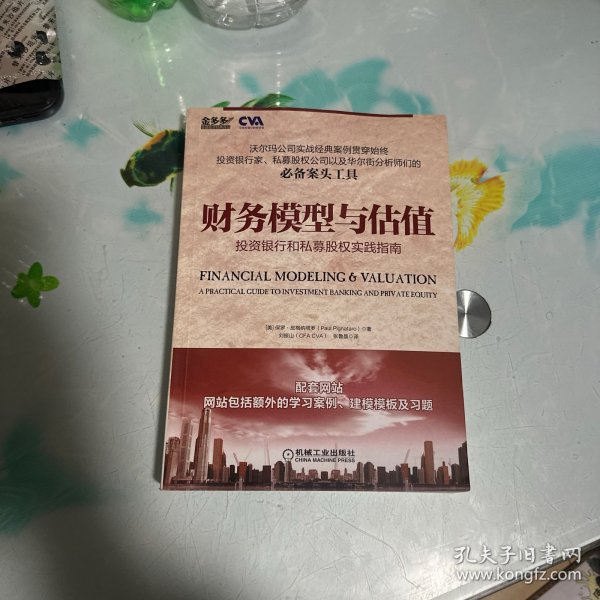 金多多
CVA
沃尔玛公司实战经典案例贯穿始终
投资银行家、私募股权公司以及华尔街分析师们的
必备案头工具
财务模型与估值
投资银行和私募股权实践指南
FINANCIAL MODELING & VALUATION
A PRACTICAL GUIDE TO INVESTMENT BANKING AND PRIVATE EQUITY
[美]保罗·皮格纳塔罗(Paul Pignataro)◎著
刘振山(CFA CVA) 张鲁晶◎译
配套网站
网站包括额外的学习案例、建模模板及习题
机械工业出版社
CHINA MACHINE PRESS
孔夫子旧书网
www.kongfz.com